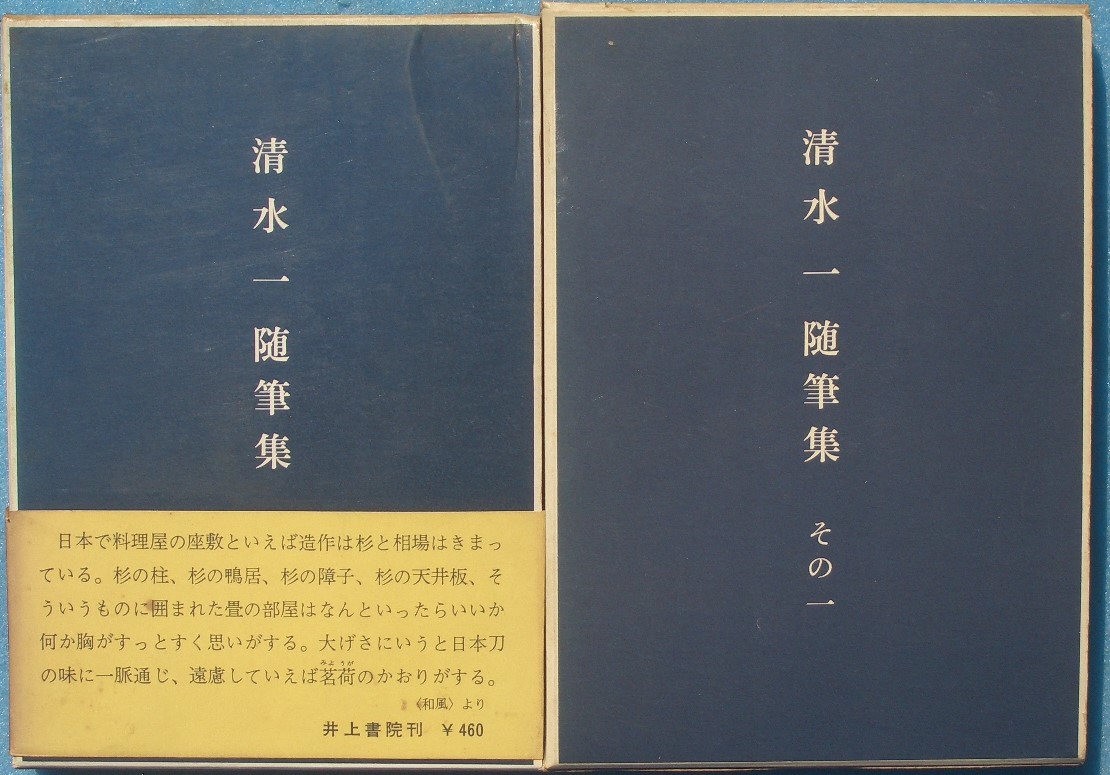 清水一随筆集
日本で料理屋の座敷といえば造作は杉と相場はきまっ
ている。杉の柱、杉の鴨居、杉の障子、杉の天井板、そ
ういうものに囲まれた畳の部屋はなんといったらいいか
何か胸がすっとすく思いがする。大げさにいうと日本刀
の味に一脈通じ、遠慮していえば茗荷のかおりがする。
みようが
〈和風〉より
井上書院刊 ¥460
清水一随筆集 その一